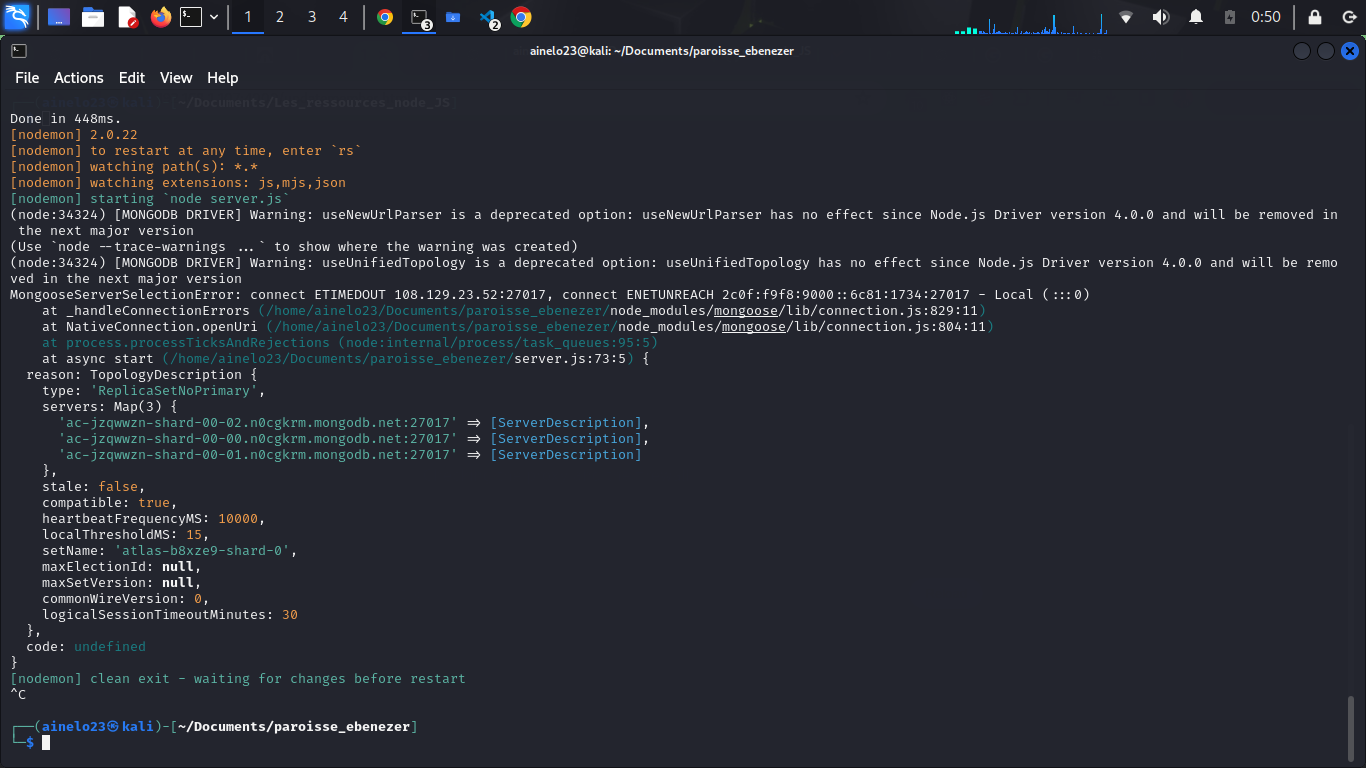 1 2 3 4 3 2 0:50
ainelo23@kali: ~/Documents/paroisse_ebenezer
File Actions Edit View Help
(ainelo23㉿kali)-[~/Documents/Les_ressources_node_JS]
Done in 448ms.
[nodemon] 2.0.22
[nodemon] to restart at any time, enter `rs`
[nodemon] watching path(s): *.*
[nodemon] watching extensions: js,mjs,json
[nodemon] starting `node server.js`
(node:34324) [MONGODB DRIVER] Warning: useNewUrlParser is a deprecated option: useNewUrlParser has no effect since Node.js Driver version 4.0.0 and will be removed in
 the next major version
(Use `node --trace-warnings ...` to show where the warning was created)
(node:34324) [MONGODB DRIVER] Warning: useUnifiedTopology is a deprecated option: useUnifiedTopology has no effect since Node.js Driver version 4.0.0 and will be remo
ved in the next major version
MongooseServerSelectionError: connect ETIMEDOUT 108.129.23.52:27017, connect ENETUNREACH 2c0f:f9f8:9000::6c81:1734:27017 - Local (:::0)
    at _handleConnectionErrors (/home/ainelo23/Documents/paroisse_ebenezer/node_modules/mongoose/lib/connection.js:829:11)
    at NativeConnection.openUri (/home/ainelo23/Documents/paroisse_ebenezer/node_modules/mongoose/lib/connection.js:804:11)
    at process.processTicksAndRejections (node:internal/process/task_queues:95:5)
    at async start (/home/ainelo23/Documents/paroisse_ebenezer/server.js:73:5) {
  reason: TopologyDescription {
    type: 'ReplicaSetNoPrimary',
    servers: Map(3) {
      'ac-jzqwwzn-shard-00-02.n0cgkrm.mongodb.net:27017' => [ServerDescription],
      'ac-jzqwwzn-shard-00-00.n0cgkrm.mongodb.net:27017' => [ServerDescription],
      'ac-jzqwwzn-shard-00-01.n0cgkrm.mongodb.net:27017' => [ServerDescription]
    },
    stale: false,
    compatible: true,
    heartbeatFrequencyMS: 10000,
    localThresholdMS: 15,
    setName: 'atlas-b8xze9-shard-0',
    maxElectionId: null,
    maxSetVersion: null,
    commonWireVersion: 0,
    logicalSessionTimeoutMinutes: 30
  },
  code: undefined
}
[nodemon] clean exit - waiting for changes before restart
^C
┌──(ainelo23㉿kali)-[~/Documents/paroisse_ebenezer]
└─$